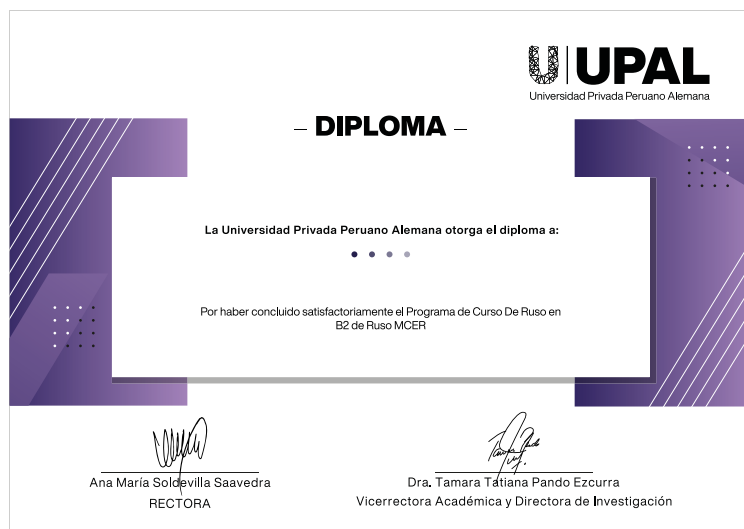 UPAL
Universidad Privada Peruano Alemana
– DIPLOMA –
La Universidad Privada Peruano Alemana otorga el diploma a:
Por haber concluido satisfactoriamente el Programa de Curso De Ruso en
B2 de Ruso MCER
Ana María Soldevilla Saavedra
RECTORA
Dra. Tamara Tatiana Pando Ezcurra
Vicerrectora Académica y Directora de Investigación